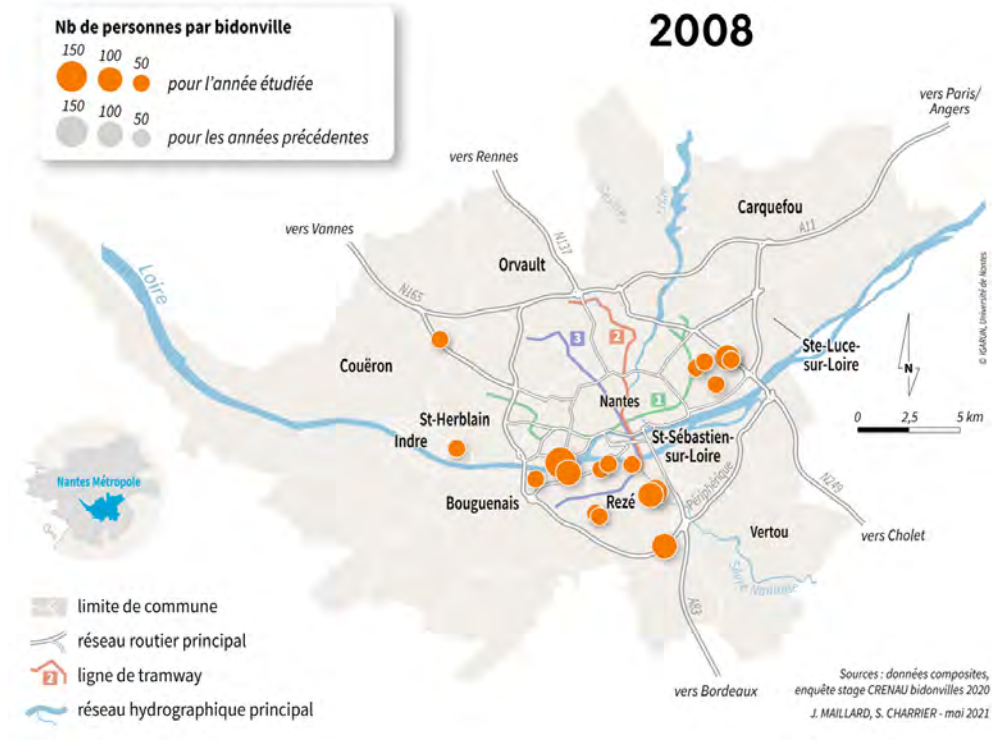 2008
Nb de personnes par bidonville
150 100 50
pour l'année étudiée
150 100 50
pour les années précédentes
vers Paris/
Angers
vers Rennes
Carquefou
vers Vannes
A11
N137
Orvault
Loire
N165
© IGARUN, Université de Nantes
3
2
Ste-Luce-
sur-Loire
Couëron
N
Nantes
1
0 2,5 5 km
St-Herblain
Indre
St-Sébastien-
sur-Loire
Nantes Métropole
Bouguenais
Rezé
Périphérique
N249
Vertou
vers Cholet
Sèvre Nantaise
A83
limite de commune
réseau routier principal
2
ligne de tramway
réseau hydrographique principal
vers Bordeaux
Sources : données composites,
enquête stage CRENAU bidonvilles 2020
J. MAILLARD, S. CHARRIER - mai 2021